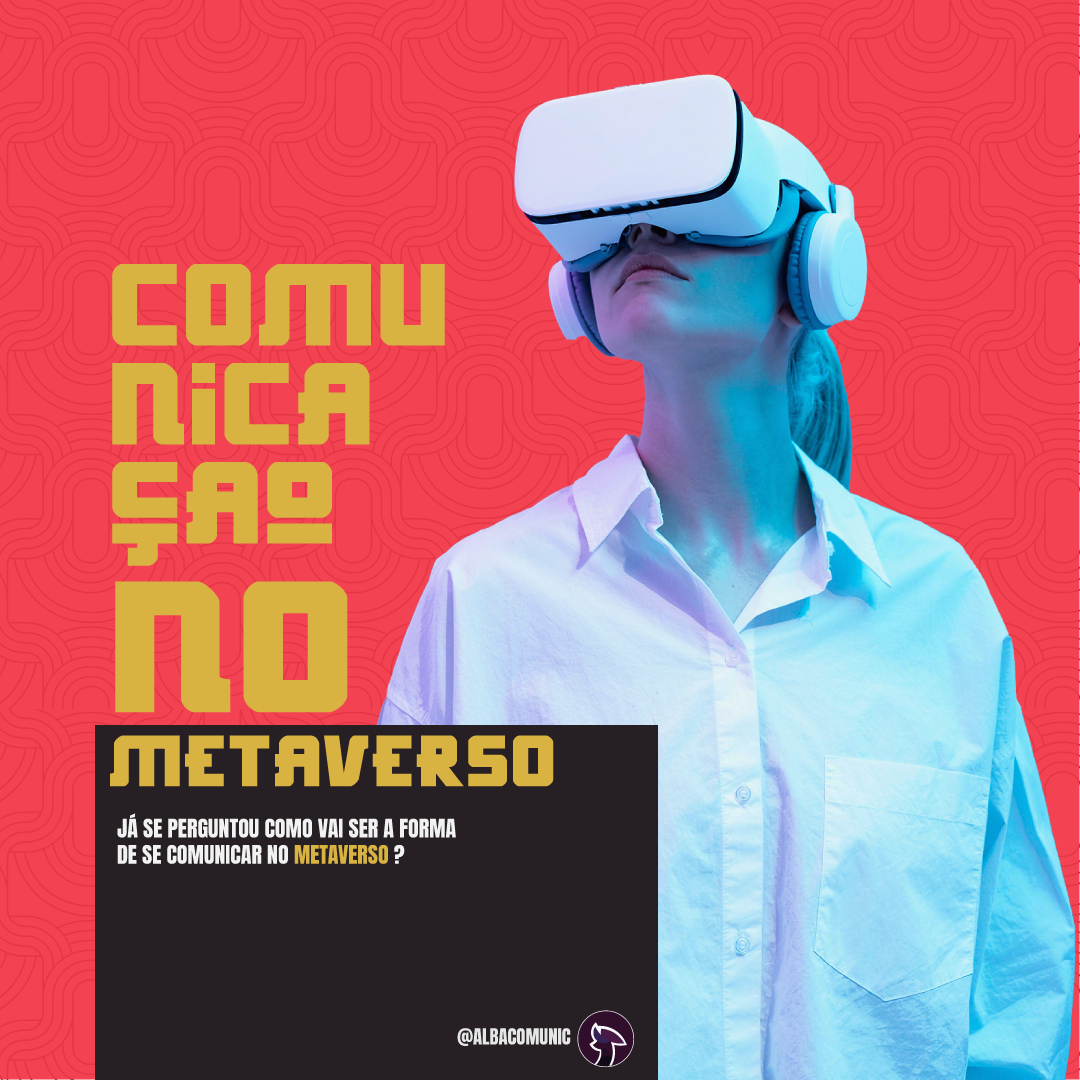 COMU
NiCA
ÇAO
NO
METAVERSO
JÁ SE PERGUNTOU COMO VAI SER A FORMA
DE SE COMUNICAR NO METAVERSO ?
@ALBACOMUNIC